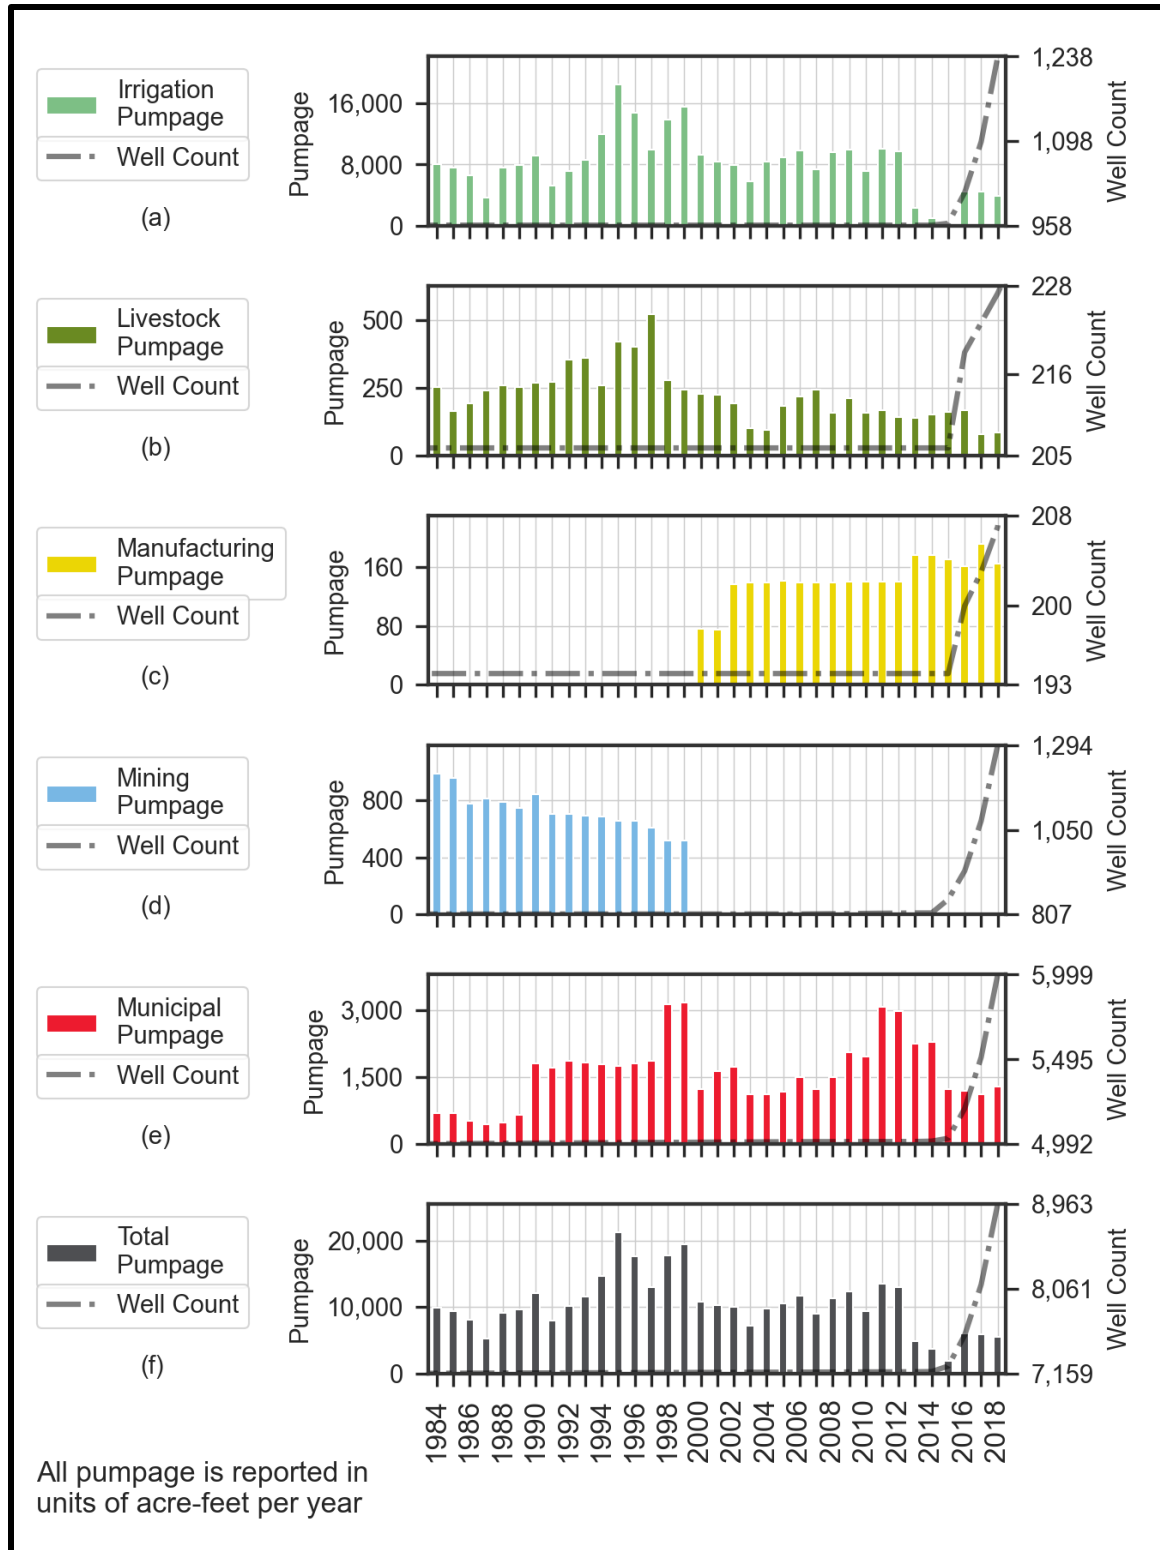 Irrigation
Pumpage
Well Count
(a)
Pumpage
16,000
8,000
0
1,238
1,098
958
Well Count
Livestock
Pumpage
Well Count
(b)
Pumpage
500
250
0
228
216
205
Well Count
Manufacturing
Pumpage
Well Count
(c)
Pumpage
160
80
0
208
200
193
Well Count
Mining
Pumpage
Well Count
(d)
Pumpage
800
400
0
1,294
1,050
807
Well Count
Municipal
Pumpage
Well Count
(e)
Pumpage
3,000
1,500
0
5,999
5,495
4,992
Well Count
Total
Pumpage
Well Count
(f)
Pumpage
20,000
10,000
0
8,963
8,061
7,159
Well Count
1984 1986 1988 1990 1992 1994 1996 1998 2000 2002 2004 2006 2008 2010 2012 2014 2016 2018
All pumpage is reported in
units of acre-feet per year